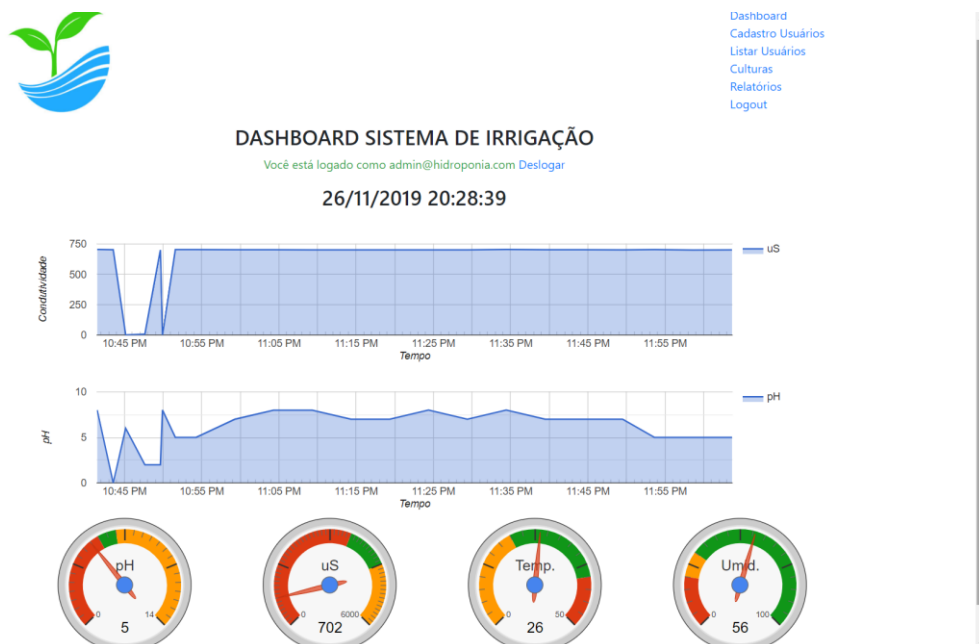 Dashboard
Cadastro Usuários
Listar Usuários
Culturas
Relatórios
Logout
DASHBOARD SISTEMA DE IRRIGAÇÃO
Você está logado como admin@hidroponia.com Deslogar
26/11/2019 20:28:39
750
500
250
0
Condutividade
uS
10:45 PM 10:55 PM 11:05 PM 11:15 PM 11:25 PM 11:35 PM 11:45 PM 11:55 PM
Tempo
10
5
0
pH
pH
10:45 PM 10:55 PM 11:05 PM 11:15 PM 11:25 PM 11:35 PM 11:45 PM 11:55 PM
Tempo
pH
0 14
5
uS
0 6000
702
Temp.
0 50
26
Umid.
0 100
56